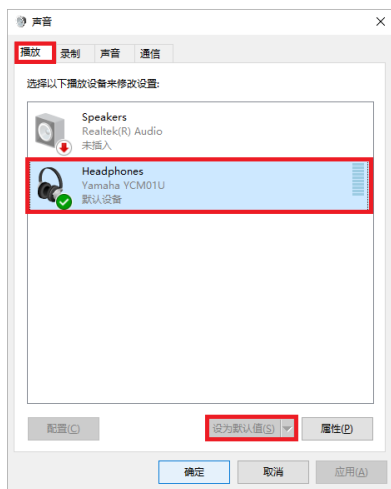 声音
播放 录制 声音 通信
选择以下播放设备来修改设置:
Speakers
Realtek(R) Audio
未插入
Headphones
Yamaha YCM01U
默认设备
配置(C) 设为默认值(S) 属性(P)
确定 取消 应用(A)